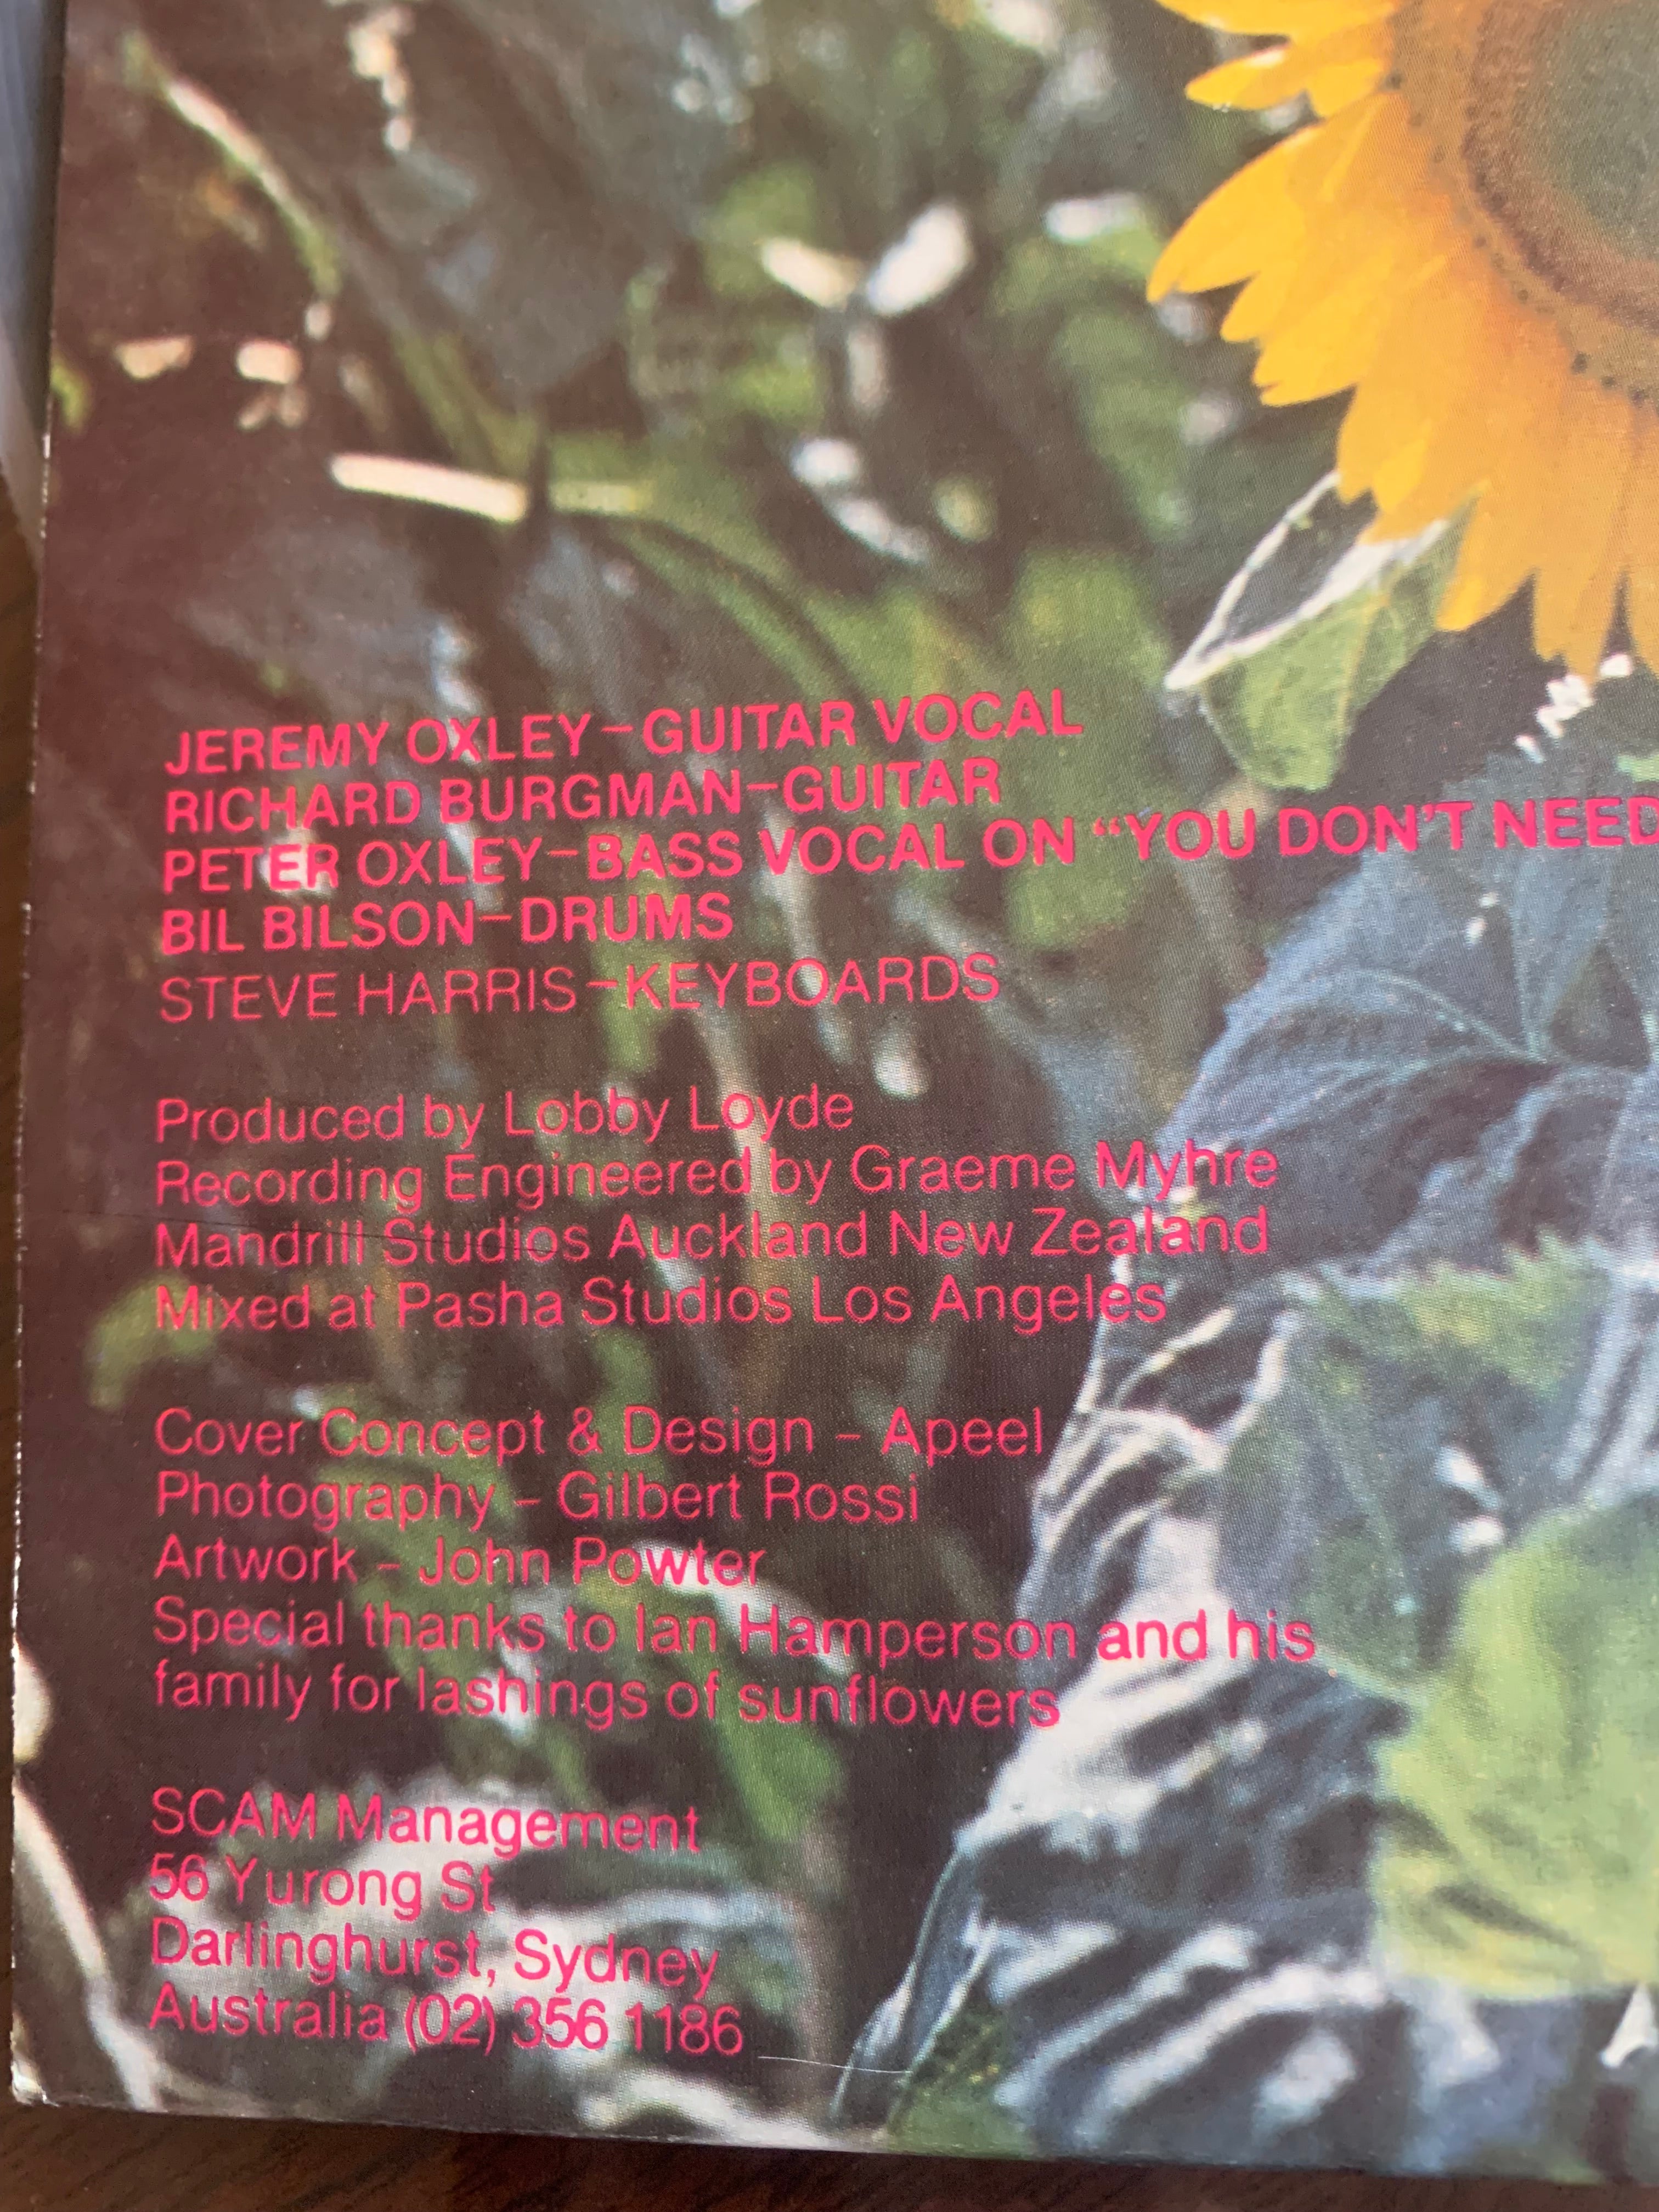 JEREMY OXLEY–GUITAR VOCAL
RICHARD BURGMAN–GUITAR
PETER OXLEY–BASS VOCAL ON “YOU DON'T NEED
BIL BILSON–DRUMS
STEVE HARRIS–KEYBOARDS
Produced by Lobby Loyde
Recording Engineered by Graeme Myhre
Mandrill Studios Auckland New Zealand
Mixed at Pasha Studios Los Angeles
Cover Concept & Design – Apeel
Photography – Gilbert Rossi
Artwork – John Powter
Special thanks to Ian Hamperson and his
family for lashings of sunflowers
SCAM Management
56 Yurong St
Darlinghurst, Sydney
Australia (02) 356 1186